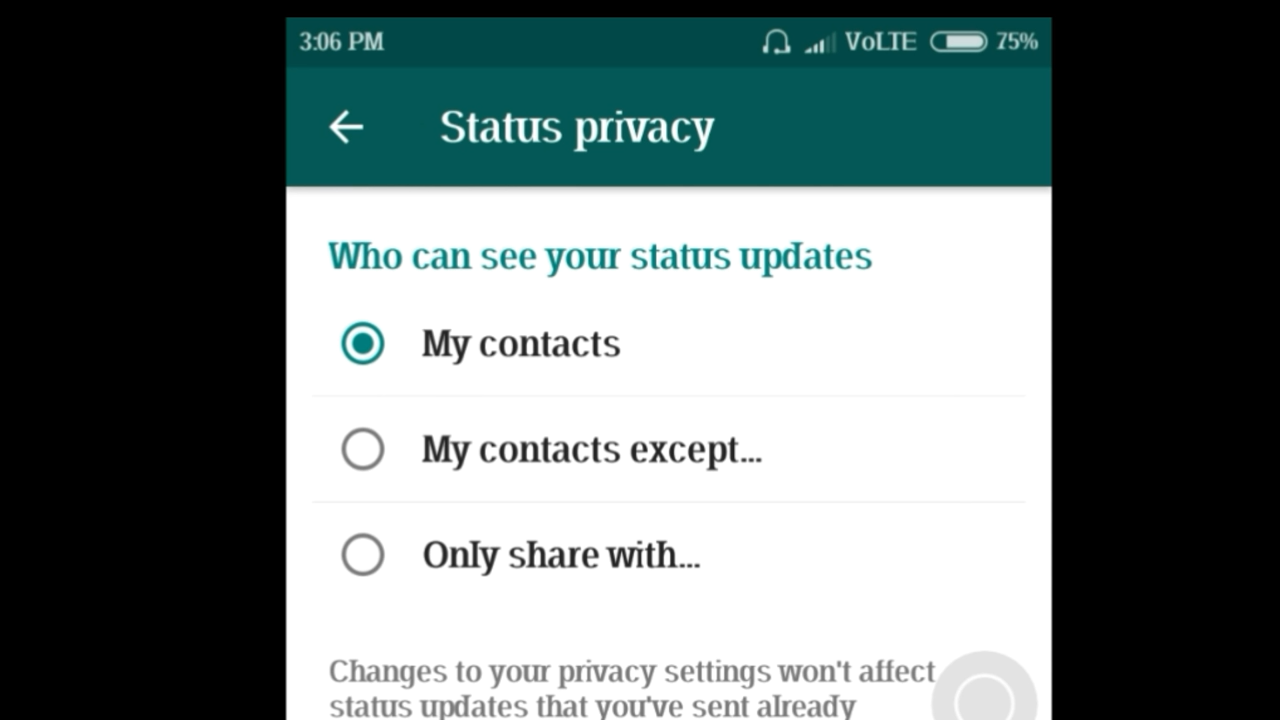 3:06 PM VoLTE 75%
Status privacy
Who can see your status updates
My contacts
My contacts except...
Only share with...
Changes to your privacy settings won't affect
status updates that you've sent already